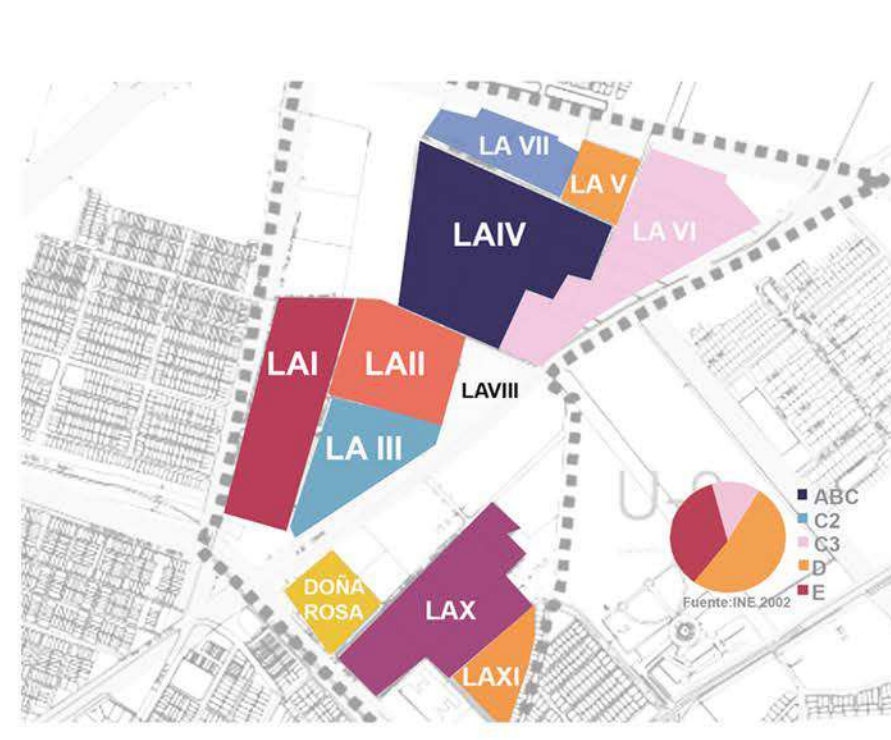 LA VII
LA V
LAIV
LA VI
LAI
LAII
LAVIII
LA III
ABC
C2
C3
D
E
Fuente:INE 2002
DOÑA
ROSA
LAX
LAXI